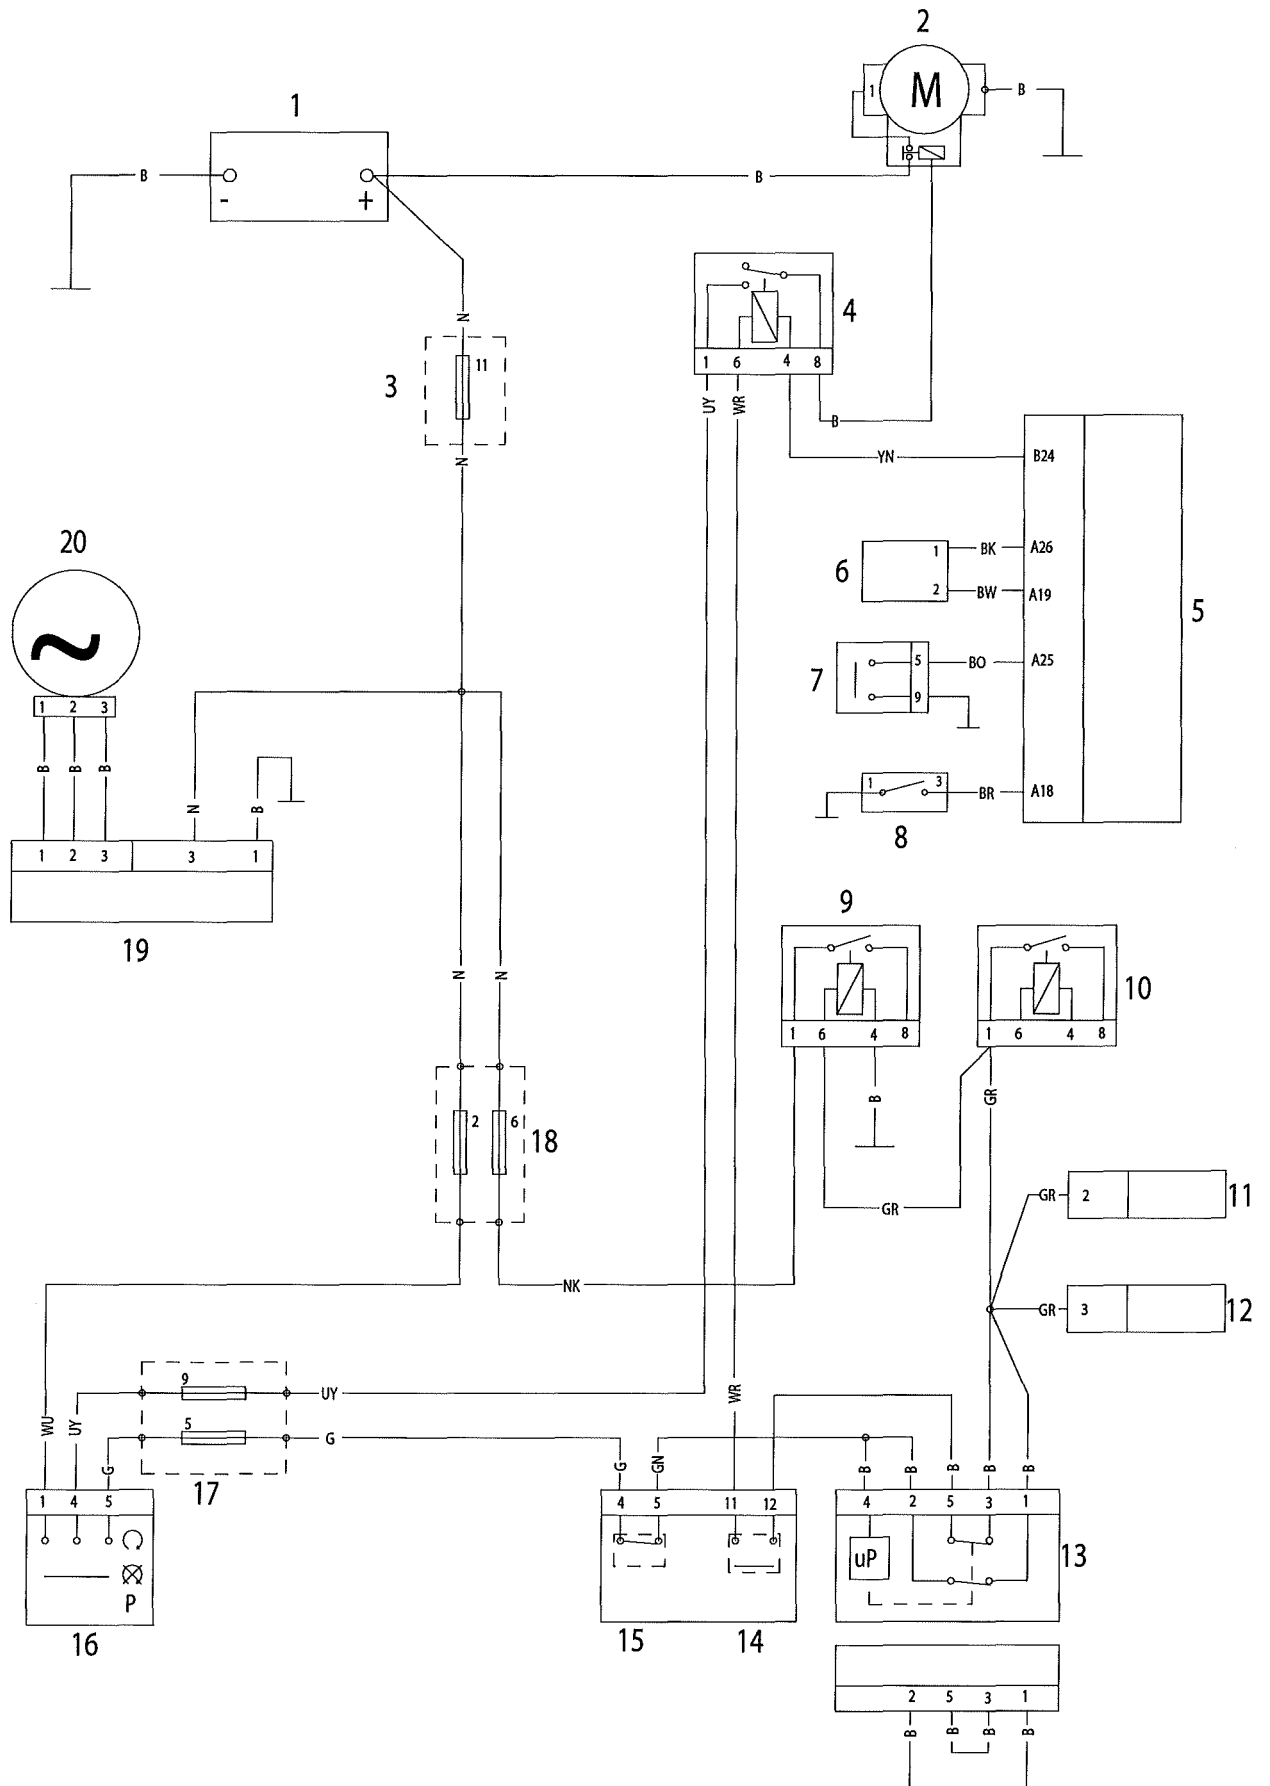 2
1 M B
1
B B
- +
N
4
3 11
1 6 4 8
UY WR
B
N
YN B24
20
6 1 BK A26
2 BW A19
5
7 5 BO A25
9
1 2 3
B B B
N B
1 3 BR A18
8
1 2 3 3 1
19
9
10
N N
1 6 4 8 1 6 4 8
B GR
2 6 18
GR
GR 2 11
NK
GR 3 12
9 UY
WR
WU UY
5 G
G
17
G GN B B B B B
1 4 5
4 5 11 12
4 2 5 3 1
uP 13
P
16
15 14
2 5 3 1
B B B B